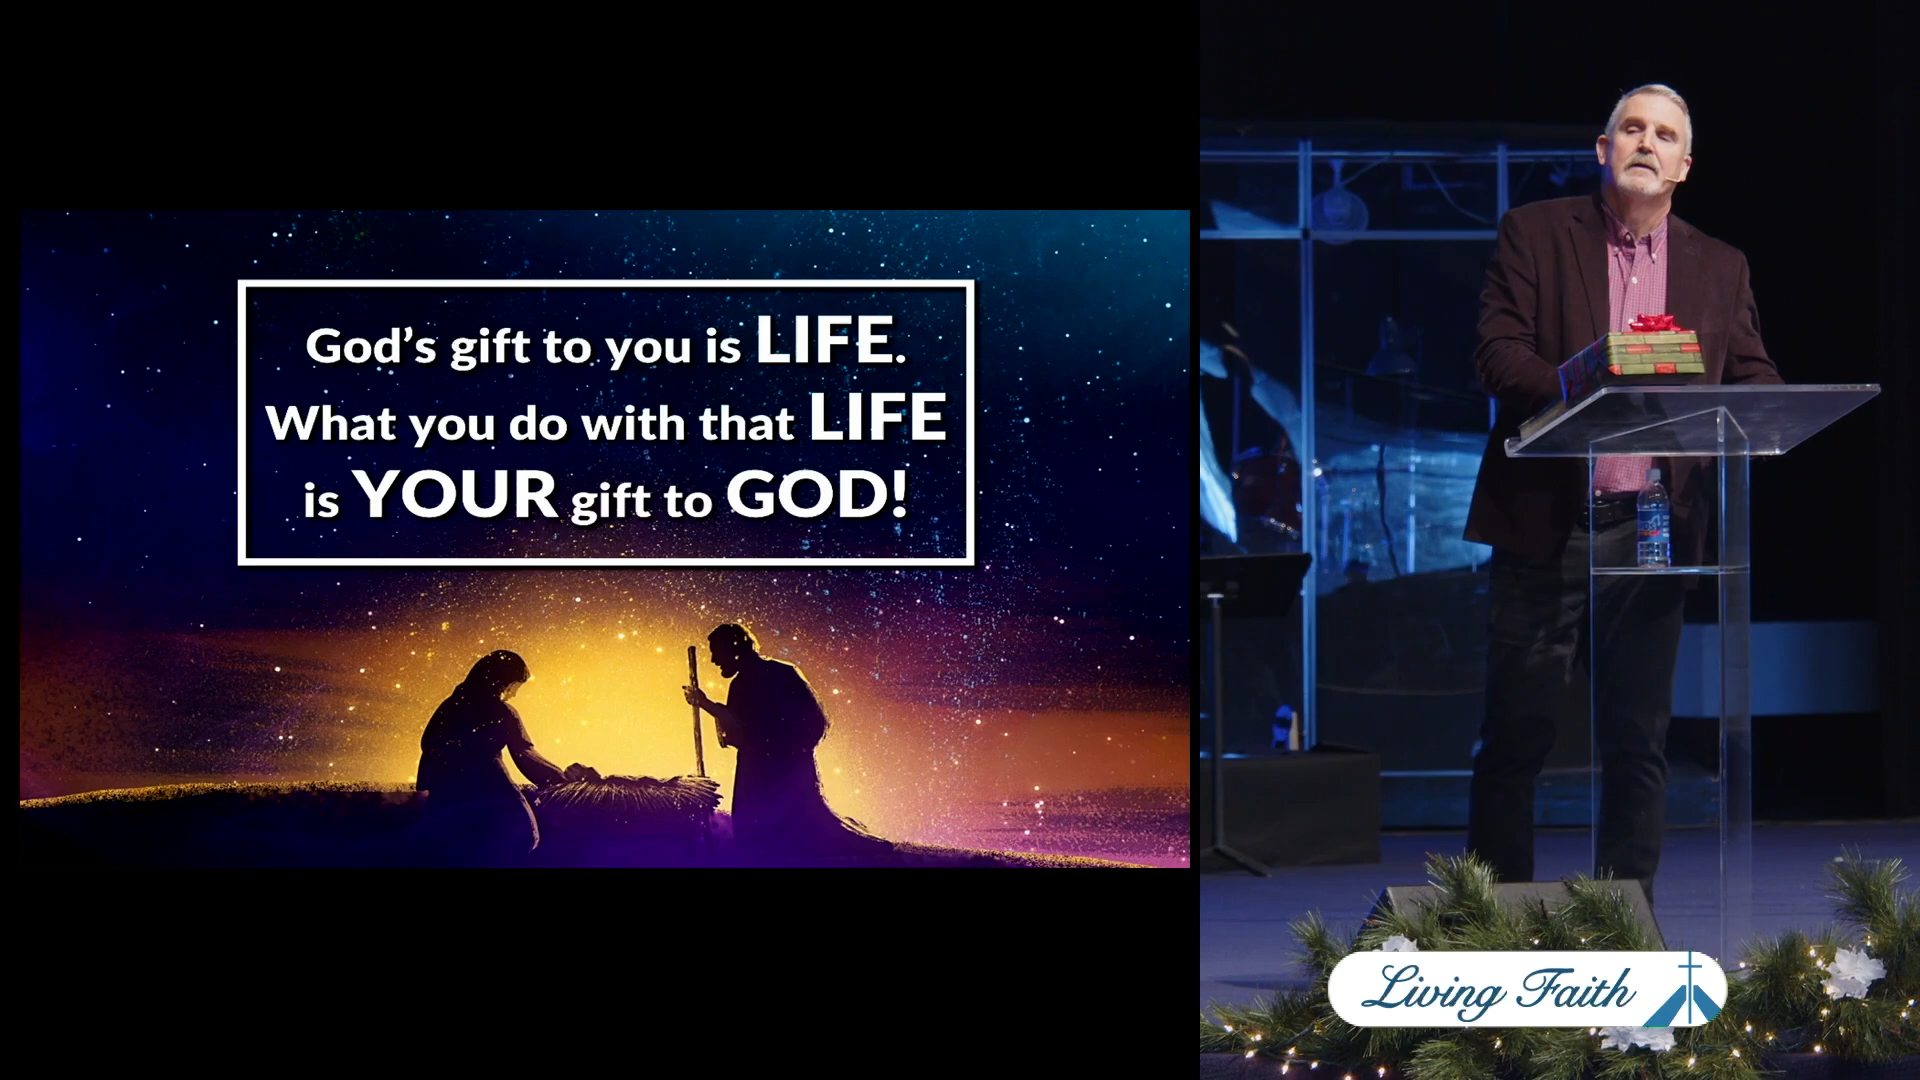 God's gift to you is LIFE.
What you do with that LIFE
is YOUR gift to GOD!
Living Faith